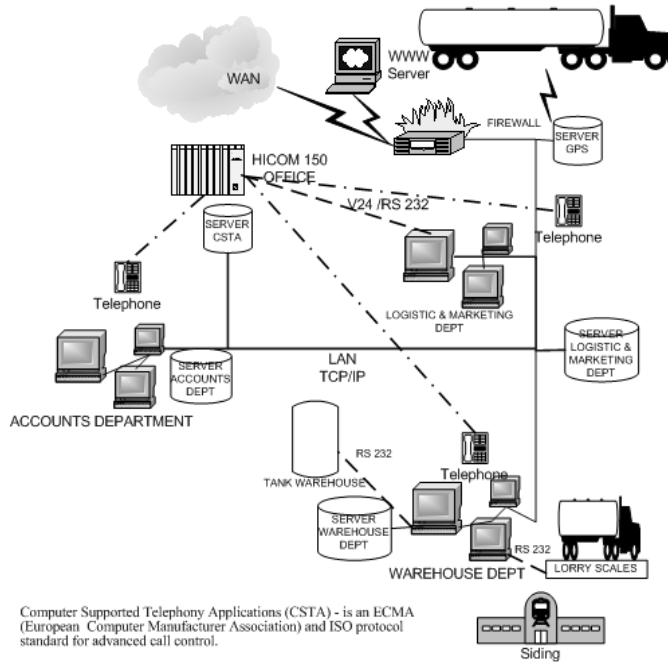 WAN
WWW
Server
FIREWALL
SERVER
GPS
HICOM 150
OFFICE
V24 /RS 232
SERVER
CSTA
Telephone
Telephone
LOGISTIC & MARKETING
DEPT
SERVER
ACCOUNTS
DEPT
LAN
TCP/IP
SERVER
LOGISTIC &
MARKETING
DEPT
ACCOUNTS DEPARTMENT
RS 232
TANK WAREHOUSE
Telephone
SERVER
WAREHOUSE
DEPT
RS 232
WAREHOUSE DEPT
LORRY SCALES
Computer Supported Telephony Applications (CSTA) - is an ECMA
(European Computer Manufacturer Association) and ISO protocol
standard for advanced call control.
Siding